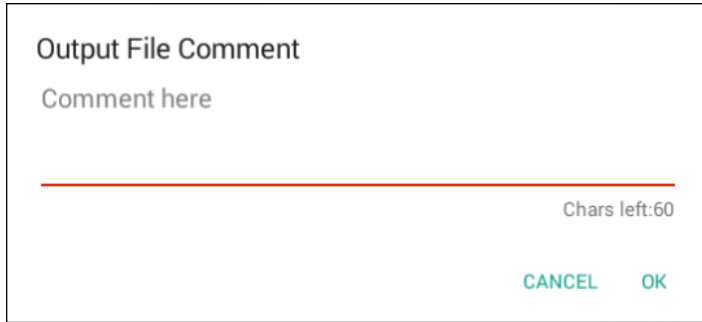 Output File Comment
Comment here
Chars left:60
CANCEL OK